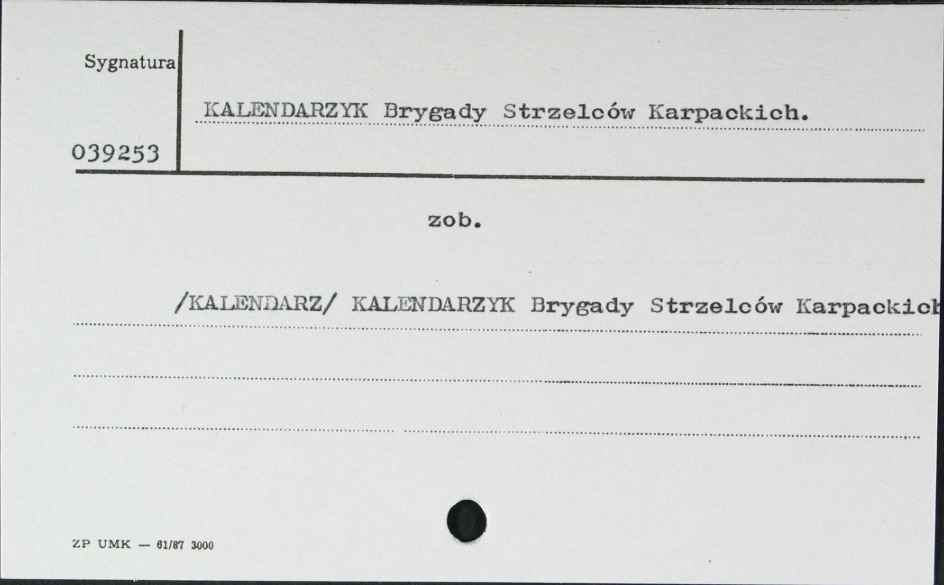 Sygnatura
KALENDARZYK Brygady Strzelców Karpackich.
039253
zob.
/KALENDARZ/ KALENDARZYK Brygady Strzelców Karpackich
ZP UMK — 61/87 3000